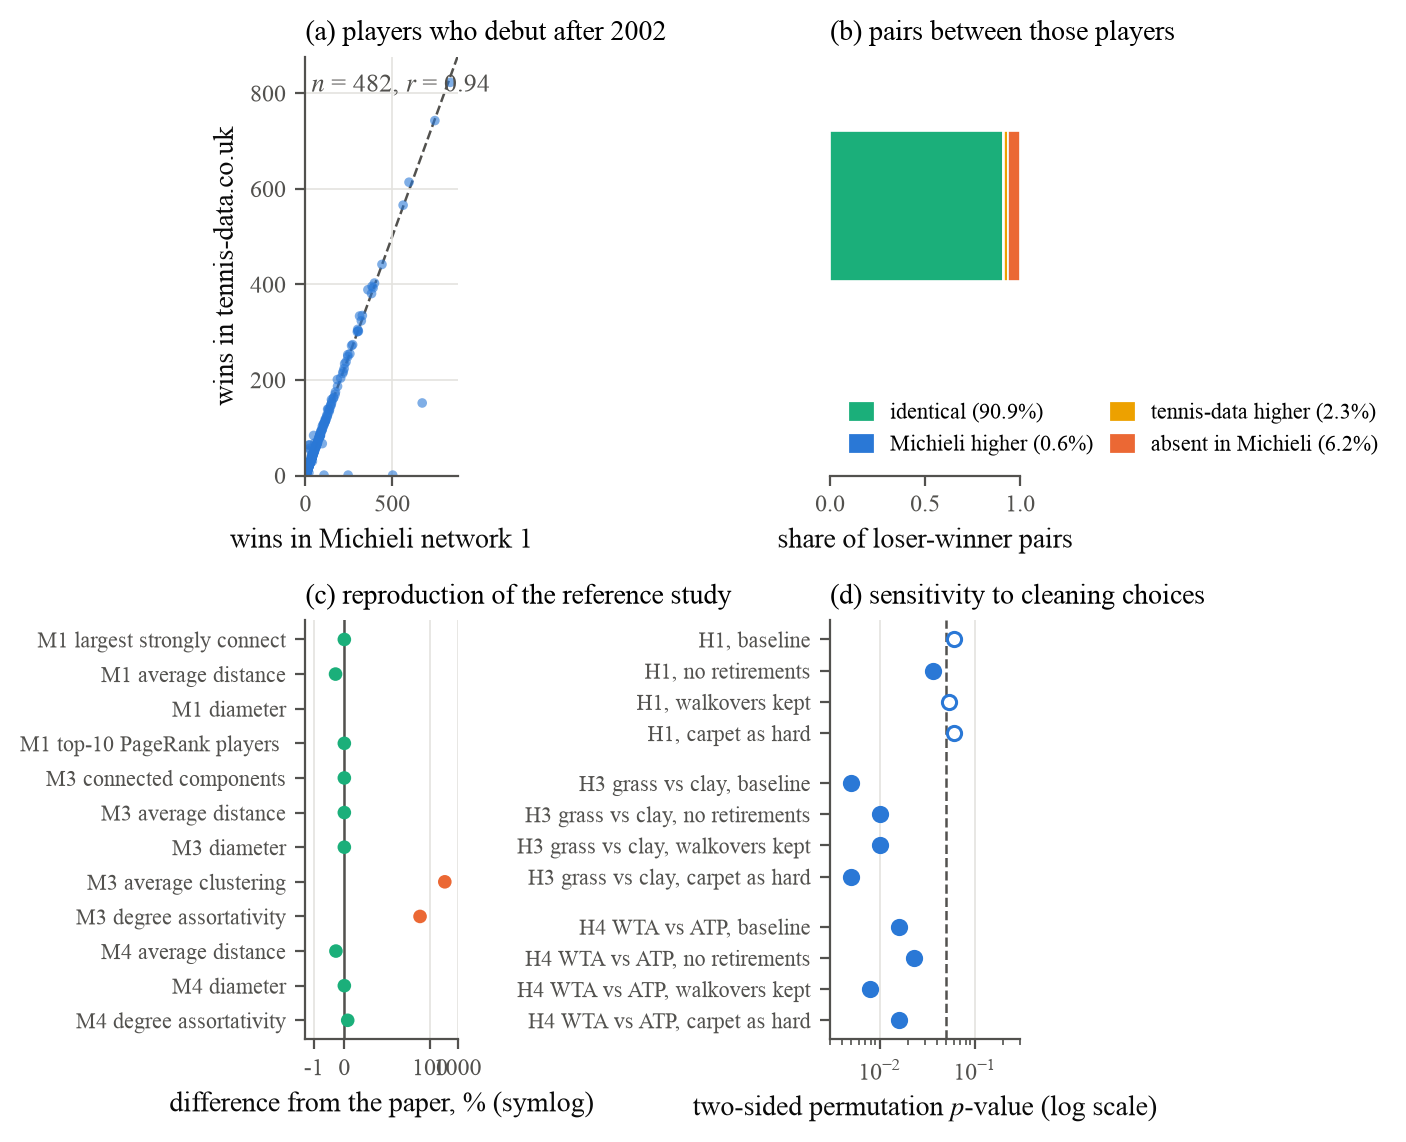 (a) players who debut after 2002
n = 482, r = 0.94
800
600
400
200
0
0 500
wins in tennis-data.co.uk
wins in Michieli network 1
(b) pairs between those players
identical (90.9%)
Michieli higher (0.6%)
tennis-data higher (2.3%)
absent in Michieli (6.2%)
0.0 0.5 1.0
share of loser-winner pairs
(c) reproduction of the reference study
M1 largest strongly connect
M1 average distance
M1 diameter
M1 top-10 PageRank players
M3 connected components
M3 average distance
M3 diameter
M3 average clustering
M3 degree assortativity
M4 average distance
M4 diameter
M4 degree assortativity
-1 0 100 1000
difference from the paper, % (symlog)
(d) sensitivity to cleaning choices
H1, baseline
H1, no retirements
H1, walkovers kept
H1, carpet as hard
H3 grass vs clay, baseline
H3 grass vs clay, no retirements
H3 grass vs clay, walkovers kept
H3 grass vs clay, carpet as hard
H4 WTA vs ATP, baseline
H4 WTA vs ATP, no retirements
H4 WTA vs ATP, walkovers kept
H4 WTA vs ATP, carpet as hard
10⁻² 10⁻¹
two-sided permutation p-value (log scale)